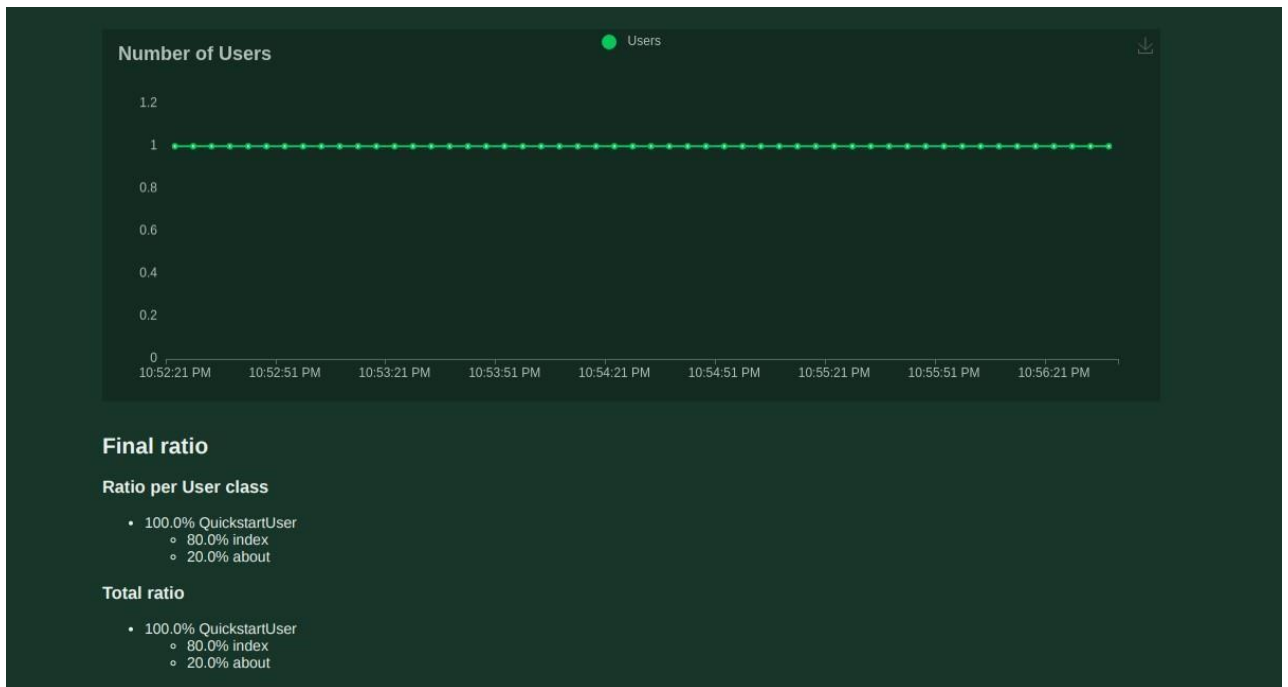 Number of Users
Users
1.2
1
0.8
0.6
0.4
0.2
0
10:52:21 PM 10:52:51 PM 10:53:21 PM 10:53:51 PM 10:54:21 PM 10:54:51 PM 10:55:21 PM 10:55:51 PM 10:56:21 PM
Final ratio
Ratio per User class
• 100.0% QuickstartUser
◦ 80.0% index
◦ 20.0% about
Total ratio
• 100.0% QuickstartUser
◦ 80.0% index
◦ 20.0% about